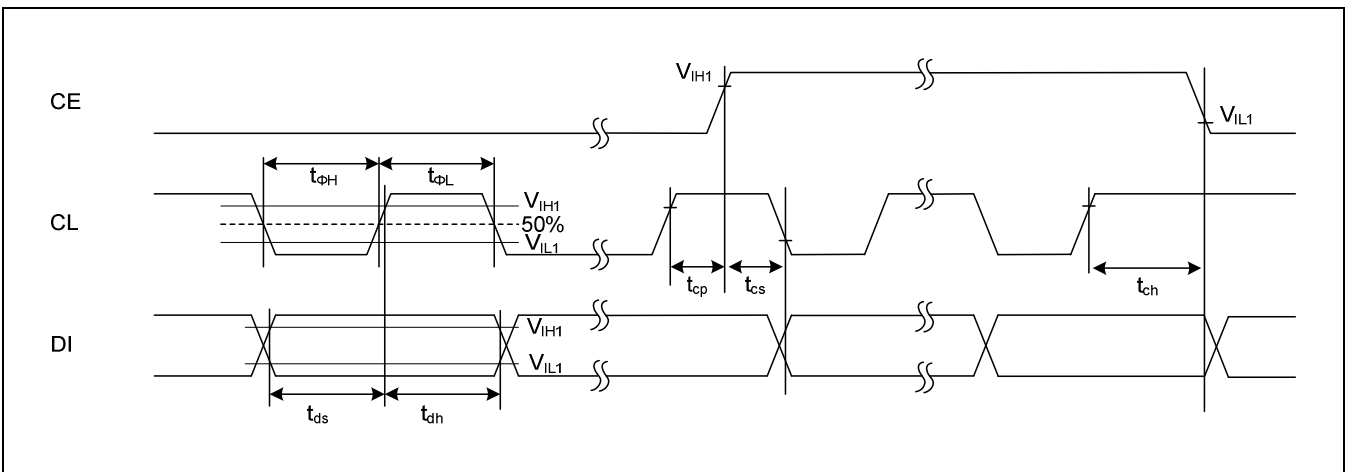 CE
V_IH1
V_IL1
t_ΦH
t_ΦL
CL
V_IH1
50%
V_IL1
t_cp
t_cs
t_ch
DI
V_IH1
V_IL1
t_ds
t_dh